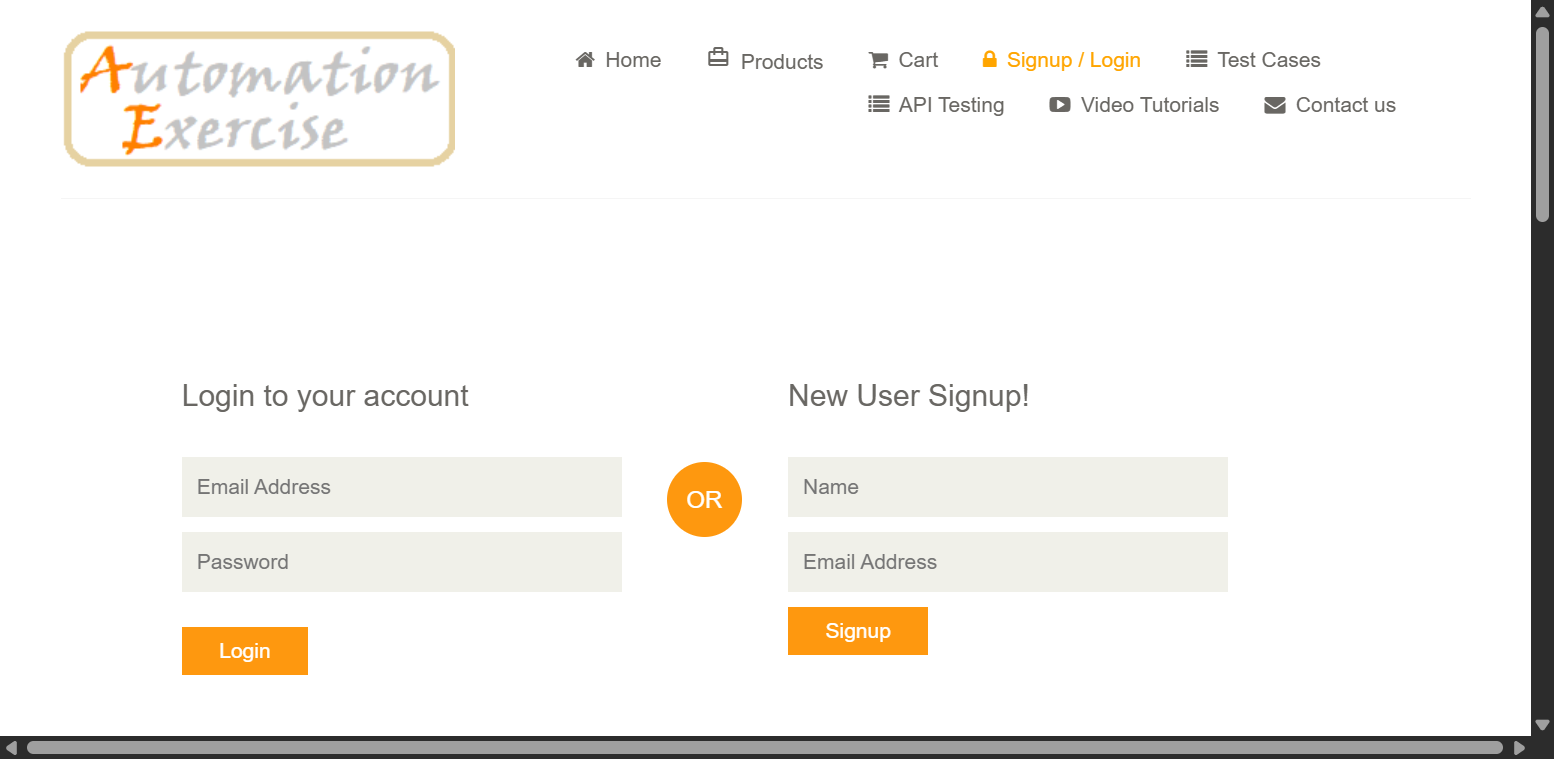 Automation
Exercise
Home Products Cart Signup / Login Test Cases
API Testing Video Tutorials Contact us
Login to your account
Email Address
Password
Login
OR
New User Signup!
Name
Email Address
Signup